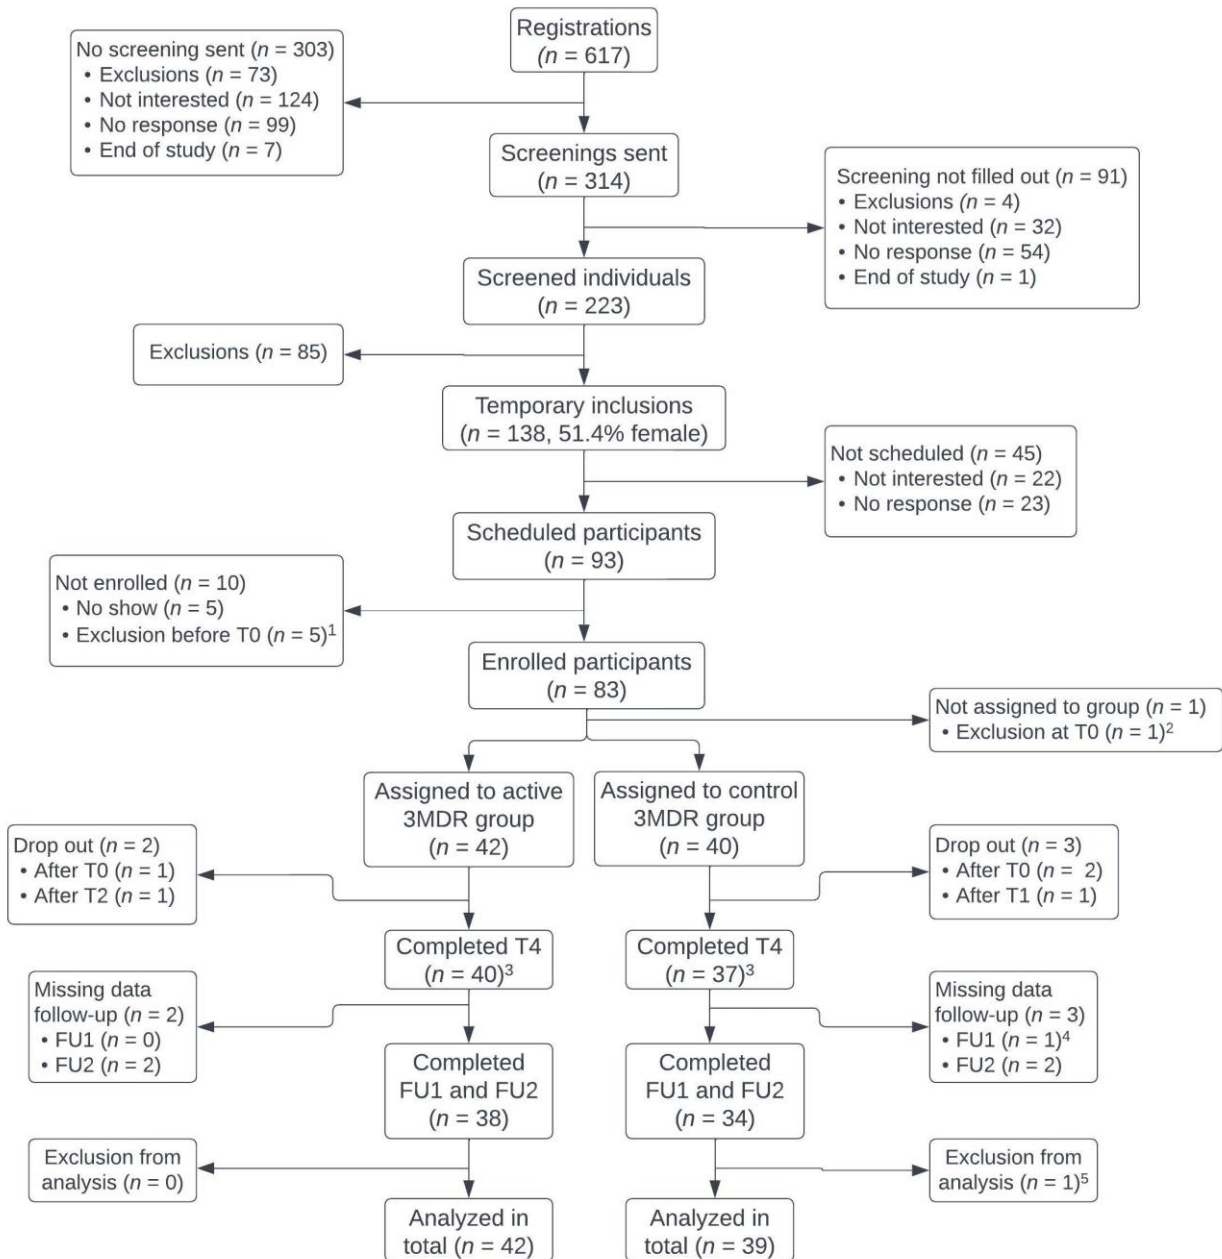 Registrations
(n = 617)
No screening sent (n = 303)
• Exclusions (n = 73)
• Not interested (n = 124)
• No response (n = 99)
• End of study (n = 7)
Screenings sent
(n = 314)
Screening not filled out (n = 91)
• Exclusions (n = 4)
• Not interested (n = 32)
• No response (n = 54)
• End of study (n = 1)
Screened individuals
(n = 223)
Exclusions (n = 85)
Temporary inclusions
(n = 138, 51.4% female)
Not scheduled (n = 45)
• Not interested (n = 22)
• No response (n = 23)
Scheduled participants
(n = 93)
Not enrolled (n = 10)
• No show (n = 5)
• Exclusion before T0 (n = 5)¹
Enrolled participants
(n = 83)
Not assigned to group (n = 1)
• Exclusion at T0 (n = 1)²
Assigned to active
3MDR group
(n = 42)
Assigned to control
3MDR group
(n = 40)
Drop out (n = 2)
• After T0 (n = 1)
• After T2 (n = 1)
Drop out (n = 3)
• After T0 (n = 2)
• After T1 (n = 1)
Completed T4
(n = 40)³
Completed T4
(n = 37)³
Missing data
follow-up (n = 2)
• FU1 (n = 0)
• FU2 (n = 2)
Missing data
follow-up (n = 3)
• FU1 (n = 1)⁴
• FU2 (n = 2)
Completed
FU1 and FU2
(n = 38)
Completed
FU1 and FU2
(n = 34)
Exclusion from
analysis (n = 0)
Exclusion from
analysis (n = 1)⁵
Analyzed in
total (n = 42)
Analyzed in
total (n = 39)